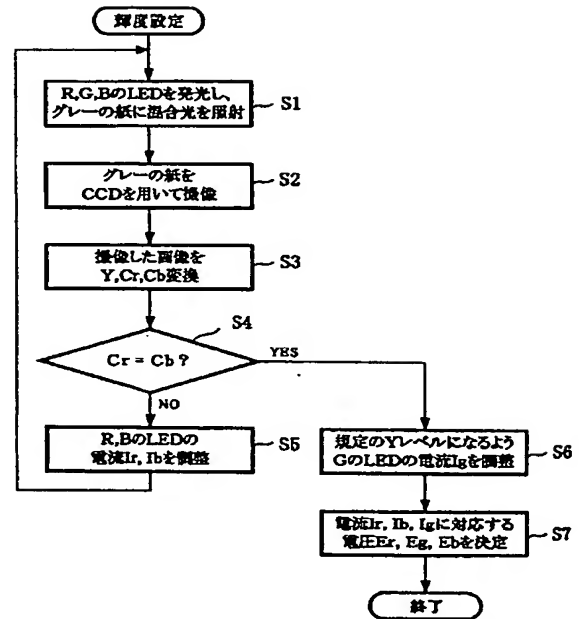 輝度設定
R,G,BのLEDを発光し、
グレーの紙に混合光を照射
S1
グレーの紙を
CCDを用いて撮像
S2
撮像した画像を
Y,Cr,Cb変換
S3
S4
Cr = Cb ?
YES
NO
R,BのLEDの
電流Ir, Ibを調整
S5
規定のYレベルになるよう
GのLEDの電流Igを調整
S6
電流Ir, Ib, Igに対応する
電圧Er, Eg, Ebを決定
S7
終了